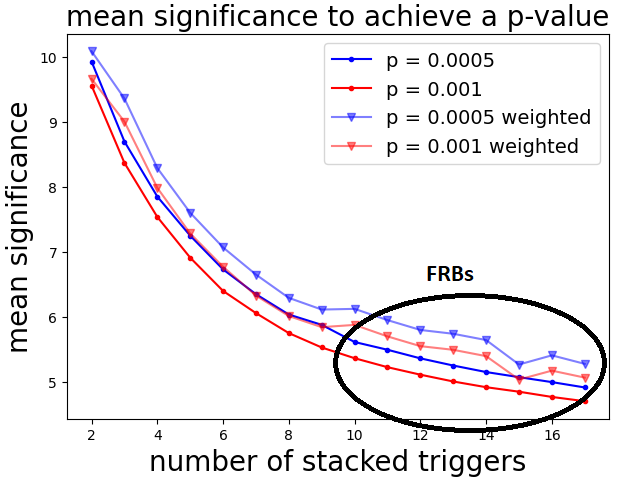 mean significance to achieve a p-value
mean significance
10
9
8
7
6
5
p = 0.0005
p = 0.001
p = 0.0005 weighted
p = 0.001 weighted
FRBs
2 4 6 8 10 12 14 16
number of stacked triggers